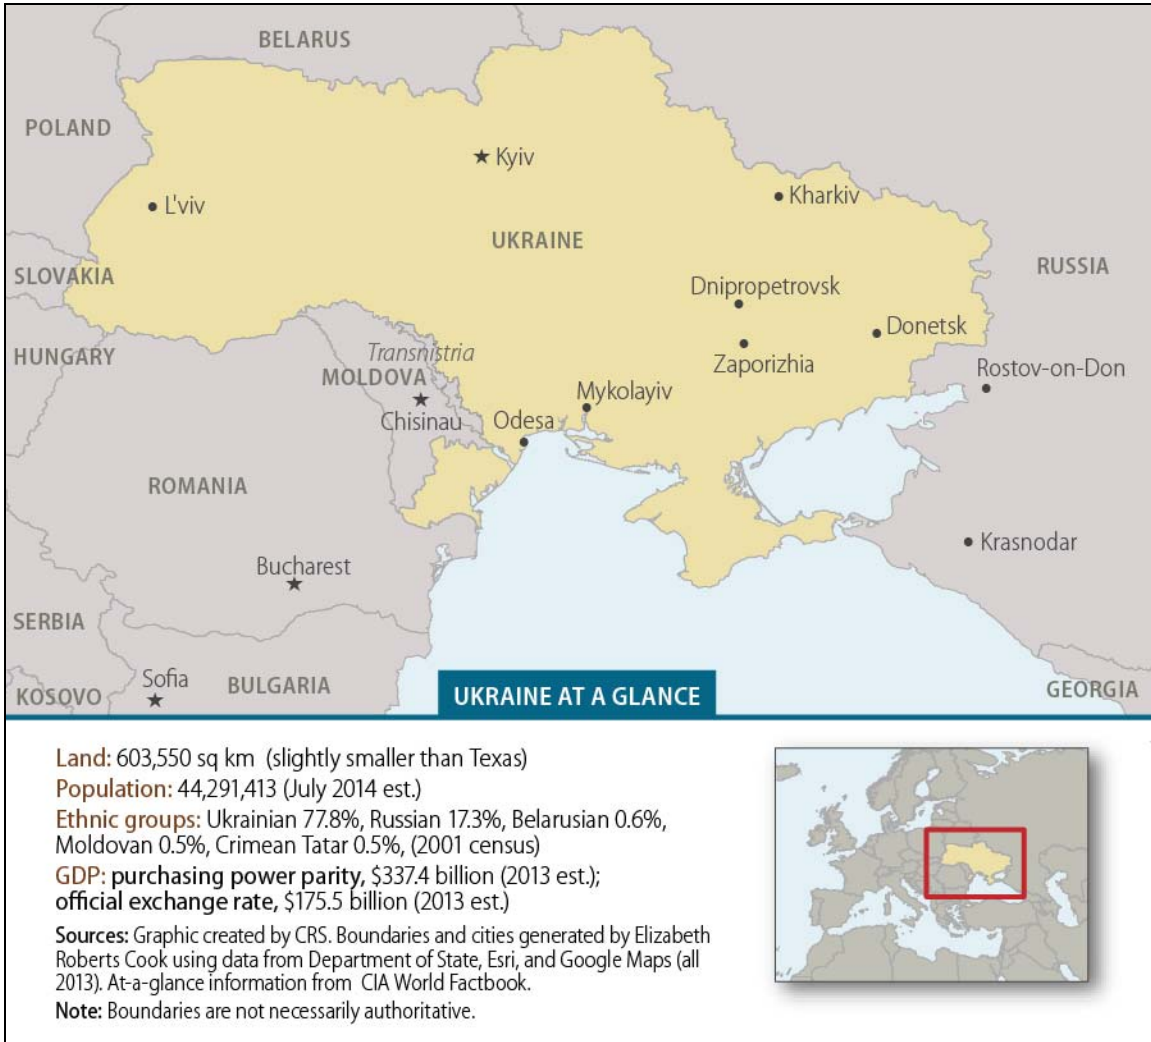 BELARUS
POLAND
★ Kyiv
• L'viv
• Kharkiv
UKRAINE
SLOVAKIA
RUSSIA
Dnipropetrovsk
• Donetsk
HUNGARY
Transnistria
Zaporizhia
MOLDOVA
Rostov-on-Don
Mykolayiv
Chisinau
Odesa
ROMANIA
• Krasnodar
Bucharest
SERBIA
Sofia
BULGARIA
KOSOVO
GEORGIA
UKRAINE AT A GLANCE
Land: 603,550 sq km (slightly smaller than Texas)
Population: 44,291,413 (July 2014 est.)
Ethnic groups: Ukrainian 77.8%, Russian 17.3%, Belarusian 0.6%,
Moldovan 0.5%, Crimean Tatar 0.5%, (2001 census)
GDP: purchasing power parity, $337.4 billion (2013 est.);
official exchange rate, $175.5 billion (2013 est.)
Sources: Graphic created by CRS. Boundaries and cities generated by Elizabeth
Roberts Cook using data from Department of State, Esri, and Google Maps (all
2013). At-a-glance information from CIA World Factbook.
Note: Boundaries are not necessarily authoritative.